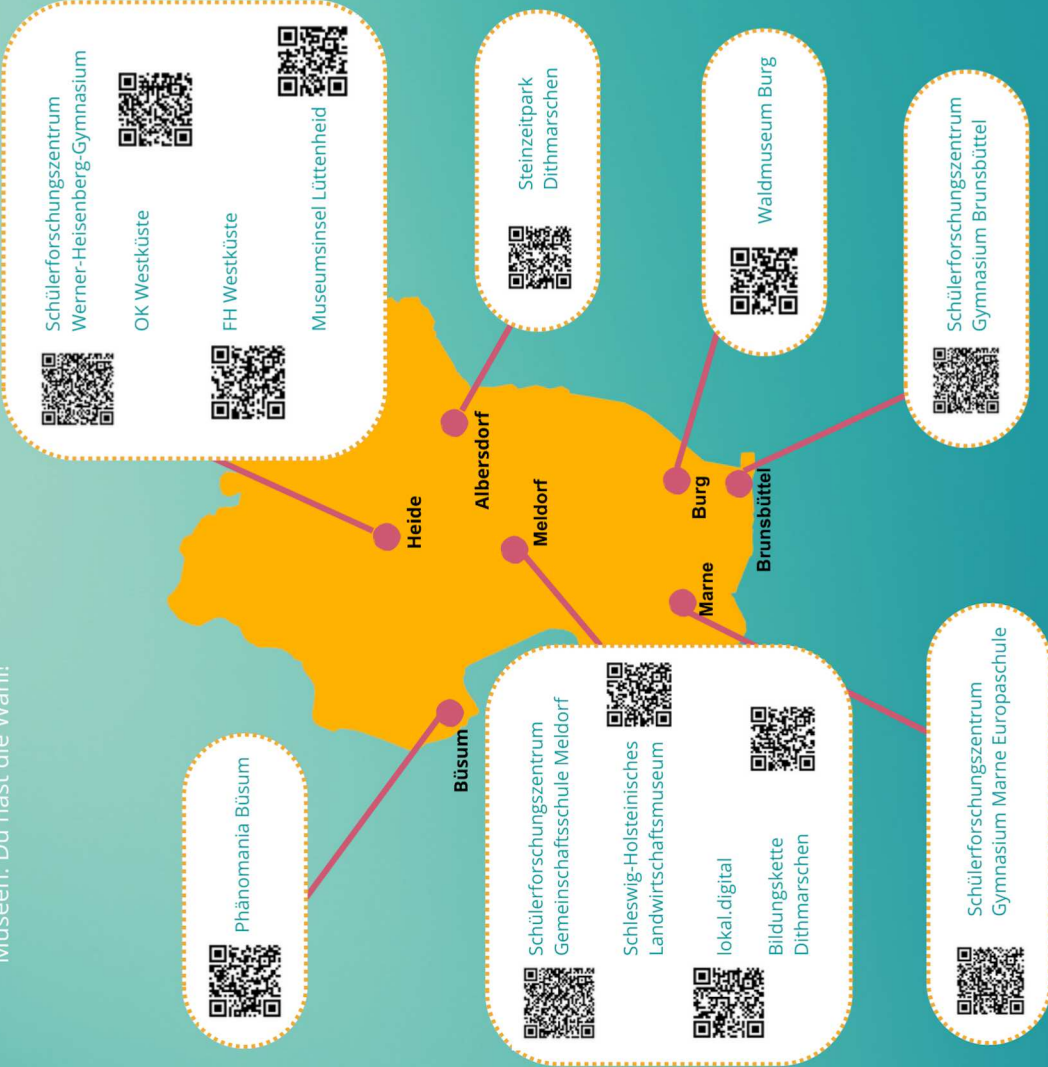 Museen: Du hast die Wahl!
Schülerforschungszentrum
Werner-Heisenberg-Gymnasium
OK Westküste
FH Westküste
Museumsinsel Lüttenheid
Phänomania Büsum
Steinzeitpark
Dithmarschen
Heide
Albersdorf
Büsum
Meldorf
Schülerforschungszentrum
Gemeinschaftsschule Meldorf
Schleswig-Holsteinisches
Landwirtschaftsmuseum
lokal.digital
Bildungskette
Dithmarschen
Waldmuseum Burg
Burg
Marne
Brunsbüttel
Schülerforschungszentrum
Gymnasium Marne Europaschule
Schülerforschungszentrum
Gymnasium Brunsbüttel